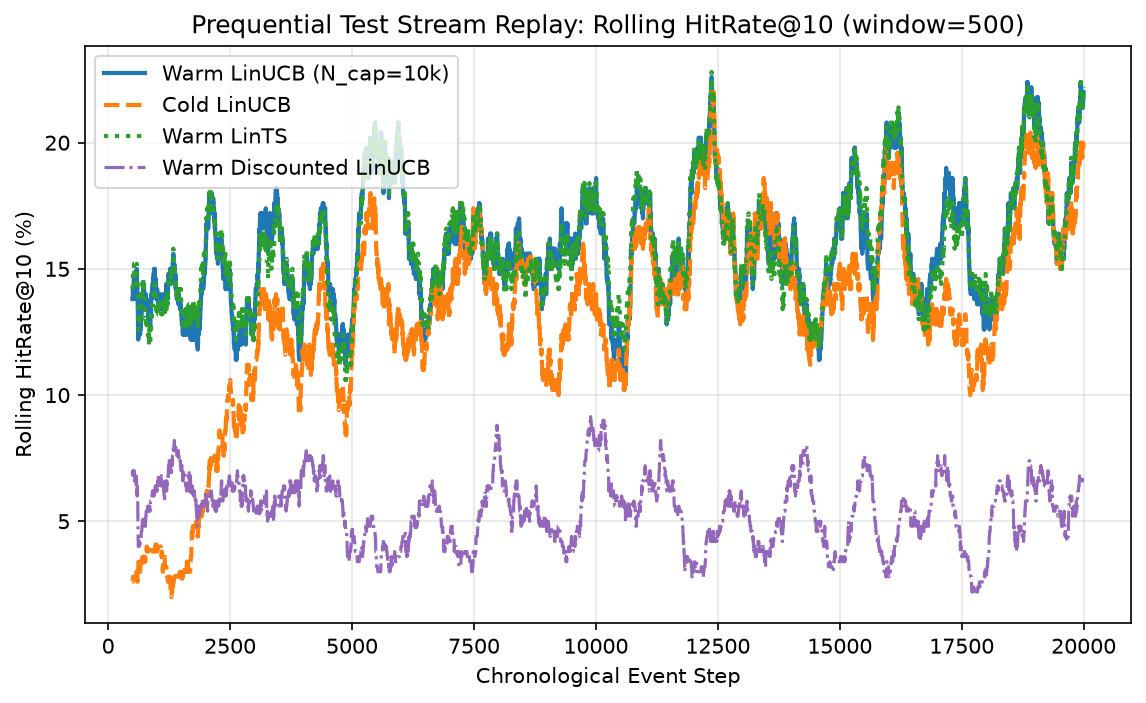 Prequential Test Stream Replay: Rolling HitRate@10 (window=500)
Warm LinUCB (N_cap=10k)
Cold LinUCB
Warm LinTS
Warm Discounted LinUCB
Rolling HitRate@10 (%)
20
15
10
5
0 2500 5000 7500 10000 12500 15000 17500 20000
Chronological Event Step